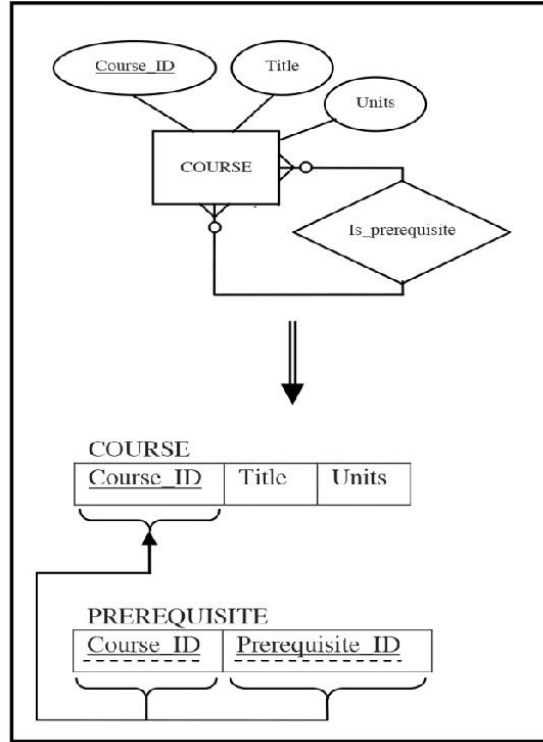 Course_ID
Title
Units
COURSE
Is_prerequisite
COURSE
Course_ID Title Units
PREREQUISITE
Course_ID Prerequisite_ID